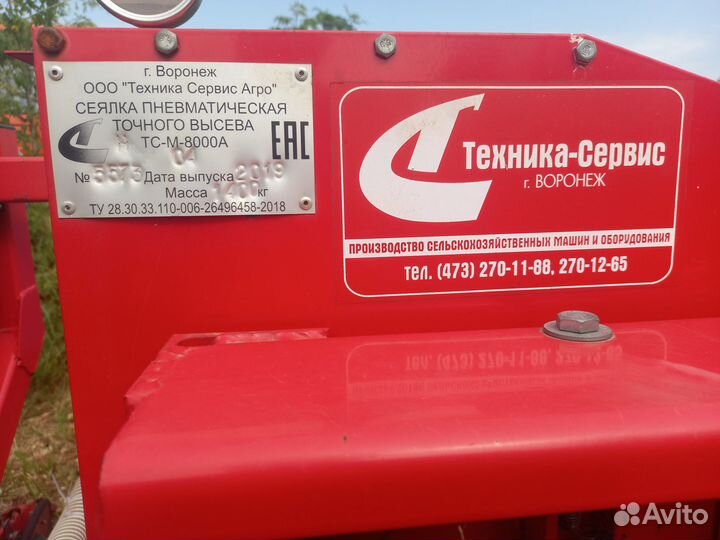 г. Воронеж
ООО "Техника Сервис Агро"
СЕЯЛКА ПНЕВМАТИЧЕСКАЯ
ТОЧНОГО ВЫСЕВА
ТС-М-8000А
ЕАС
04
№ 5573 Дата выпуска 2019
Масса 1400 кг
ТУ 28.30.33.110-006-26496458-2018
Техника-Сервис
г. ВОРОНЕЖ
ПРОИЗВОДСТВО СЕЛЬСКОХОЗЯЙСТВЕННЫХ МАШИН И ОБОРУДОВАНИЯ
тел. (473) 270-11-88, 270-12-65
Avito